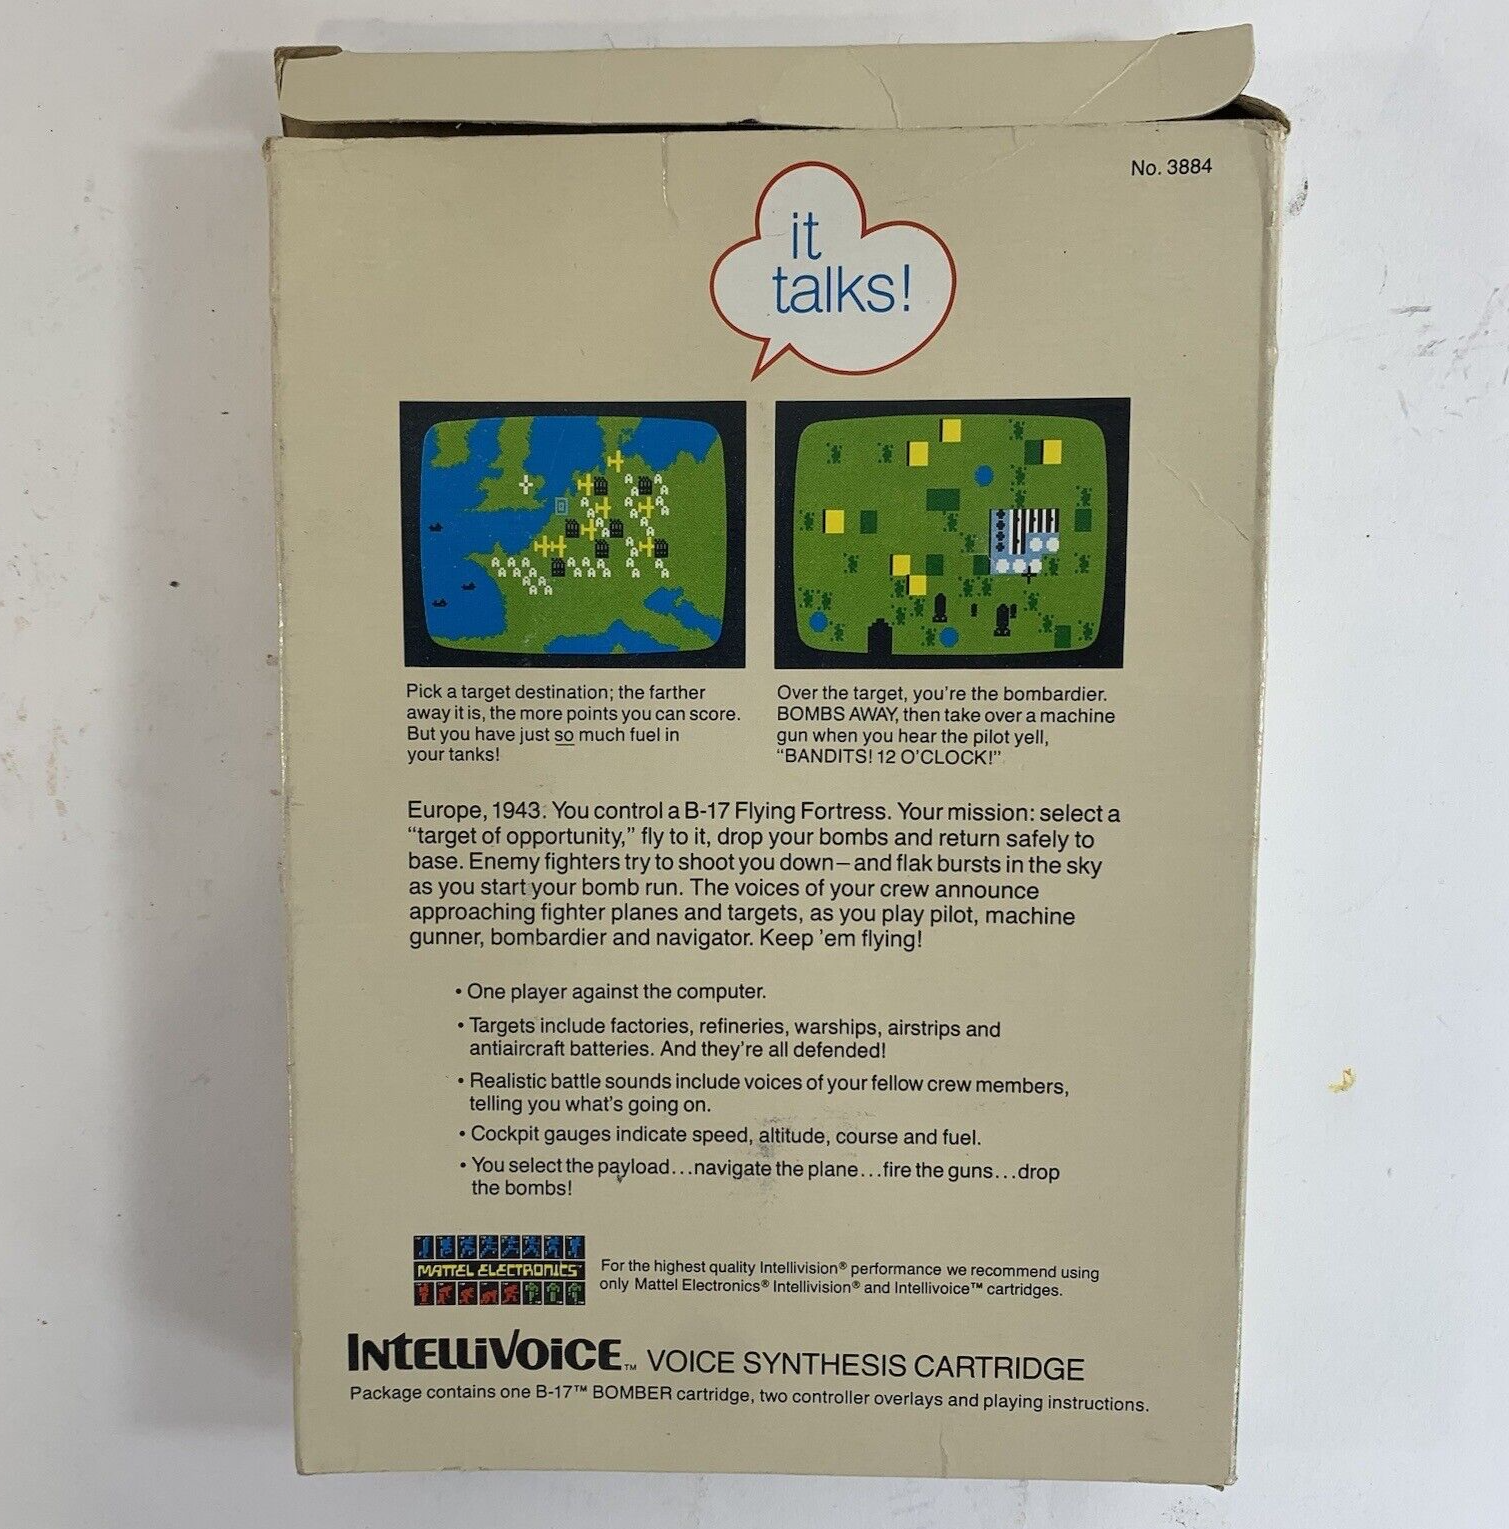 No. 3884
it
talks!
Pick a target destination; the farther
away it is, the more points you can score.
But you have just so much fuel in
your tanks!
Over the target, you're the bombardier.
BOMBS AWAY, then take over a machine
gun when you hear the pilot yell,
“BANDITS! 12 O'CLOCK!”
Europe, 1943. You control a B-17 Flying Fortress. Your mission: select a
“target of opportunity,” fly to it, drop your bombs and return safely to
base. Enemy fighters try to shoot you down—and flak bursts in the sky
as you start your bomb run. The voices of your crew announce
approaching fighter planes and targets, as you play pilot, machine
gunner, bombardier and navigator. Keep 'em flying!
• One player against the computer.
• Targets include factories, refineries, warships, airstrips and
antiaircraft batteries. And they're all defended!
• Realistic battle sounds include voices of your fellow crew members,
telling you what's going on.
• Cockpit gauges indicate speed, altitude, course and fuel.
• You select the payload...navigate the plane...fire the guns...drop
the bombs!
MATTEL ELECTRONICS
For the highest quality Intellivision® performance we recommend using
only Mattel Electronics® Intellivision® and Intellivoice™ cartridges.
INTELLIVOICE™ VOICE SYNTHESIS CARTRIDGE
Package contains one B-17™ BOMBER cartridge, two controller overlays and playing instructions.